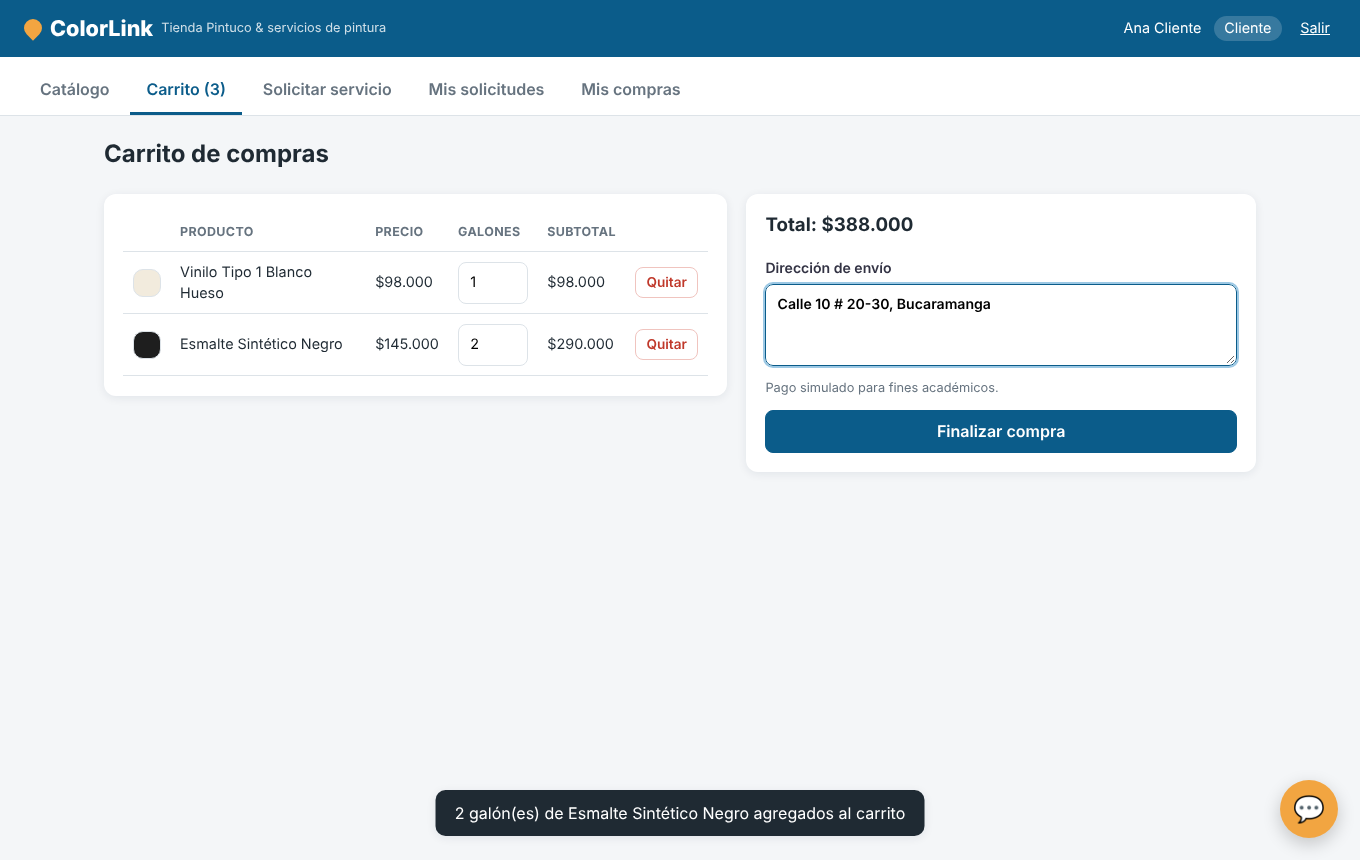 ColorLink Tienda Pintuco & servicios de pintura
Ana Cliente Cliente Salir
Catálogo Carrito (3) Solicitar servicio Mis solicitudes Mis compras
Carrito de compras
PRODUCTO PRECIO GALONES SUBTOTAL
Vinilo Tipo 1 Blanco
Hueso
$98.000 1 $98.000 Quitar
Esmalte Sintético Negro $145.000 2 $290.000 Quitar
Total: $388.000
Dirección de envío
Calle 10 # 20-30, Bucaramanga
Pago simulado para fines académicos.
Finalizar compra
2 galón(es) de Esmalte Sintético Negro agregados al carrito